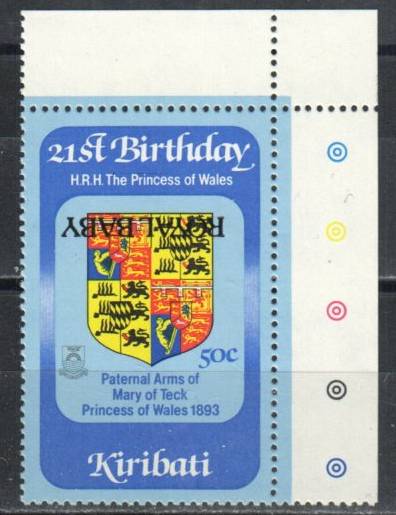 21st Birthday
H.R.H. The Princess of Wales
ROYAL BABY
50c
Paternal Arms of
Mary of Teck
Princess of Wales 1893
Kiribati